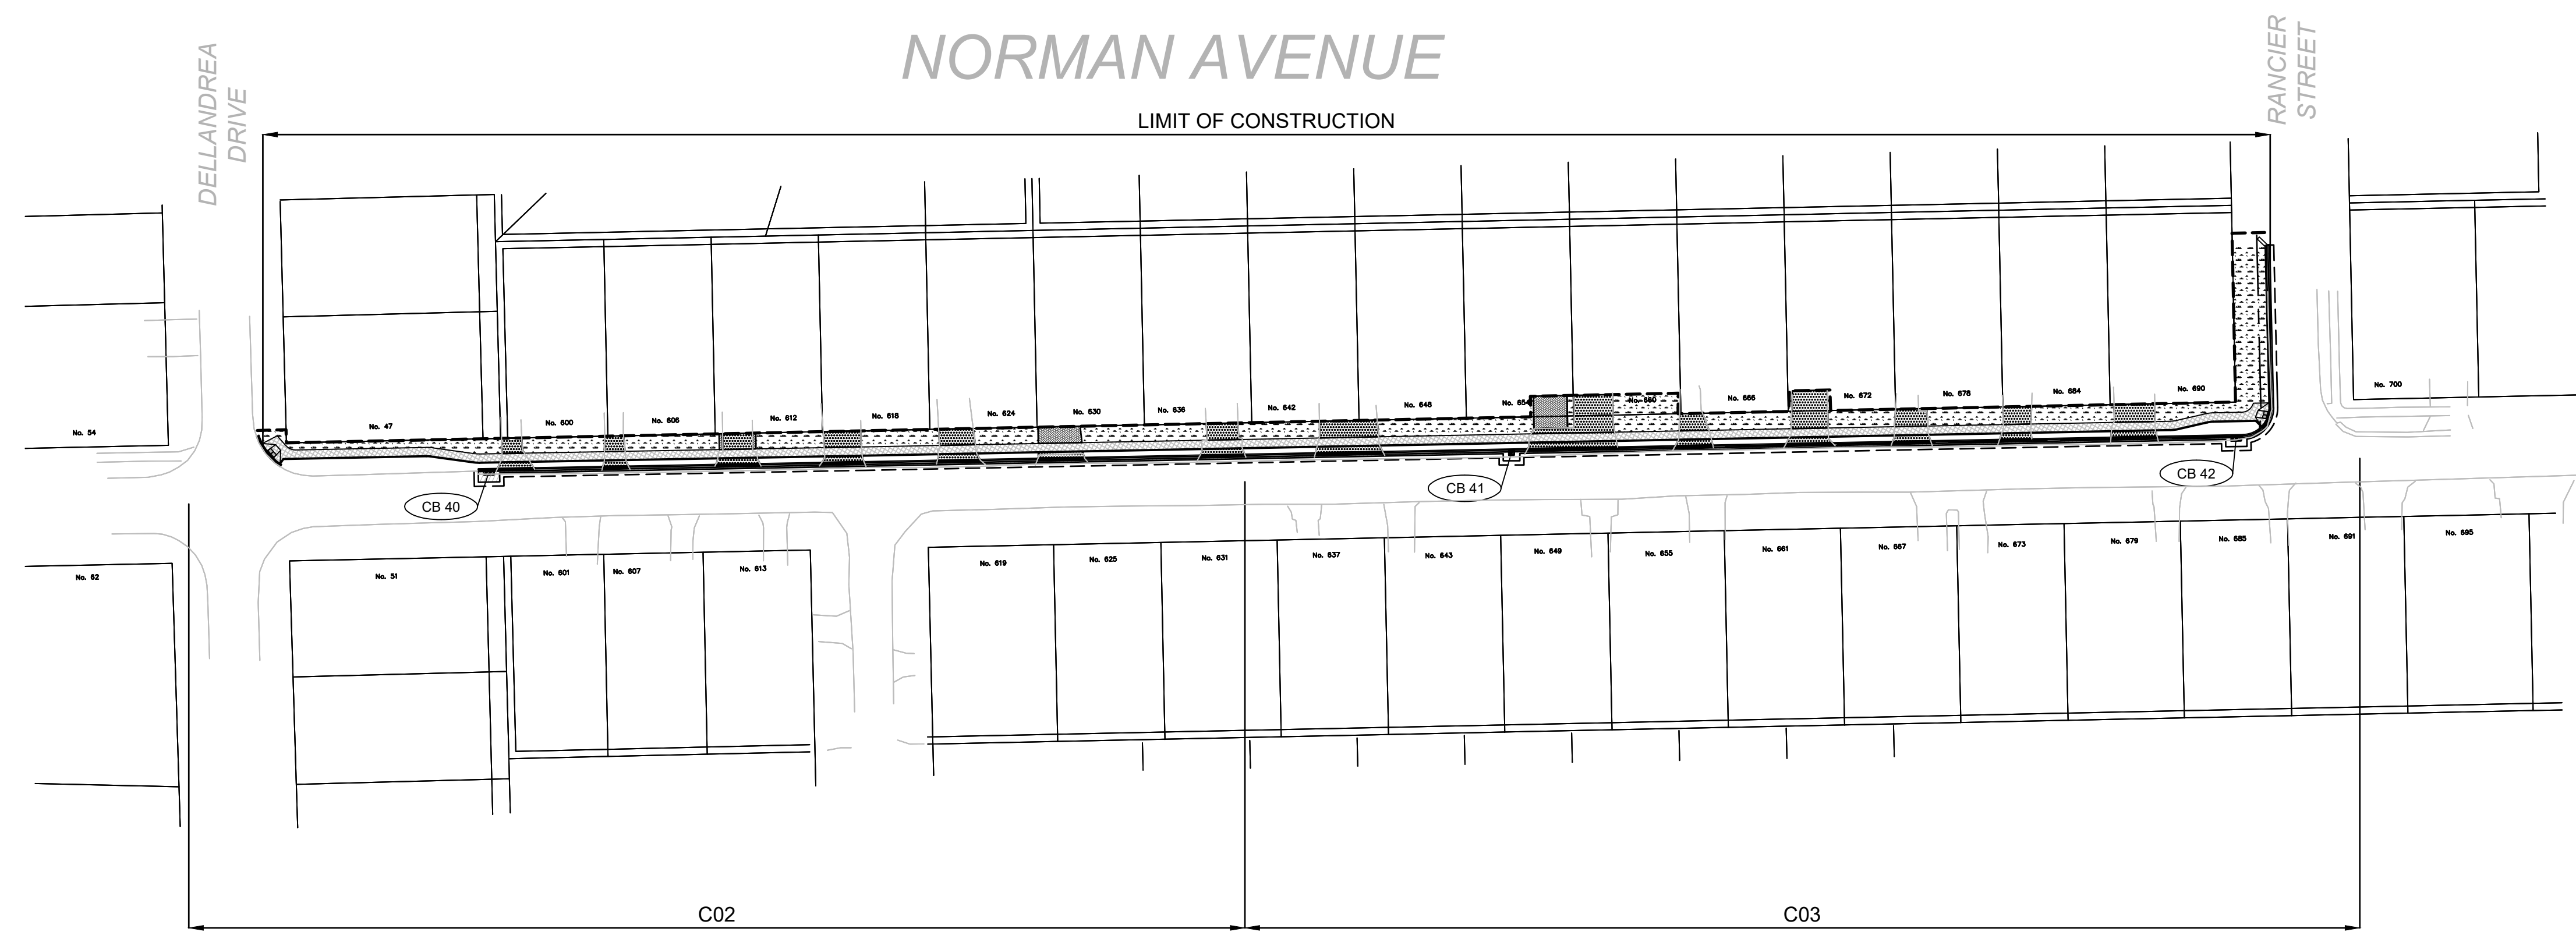 NORMAN AVENUE
DELLANDREA
DRIVE
RANCIER
STREET
LIMIT OF CONSTRUCTION
No. 54
No. 47
No. 600
No. 606
No. 612
No. 618
No. 624
No. 630
No. 636
No. 642
No. 648
No. 654
No. 660
No. 666
No. 672
No. 678
No. 684
No. 690
No. 700
CB 40
CB 41
CB 42
No. 62
No. 51
No. 601
No. 607
No. 613
No. 619
No. 625
No. 631
No. 637
No. 643
No. 649
No. 655
No. 661
No. 667
No. 673
No. 679
No. 685
No. 691
No. 695
C02
C03